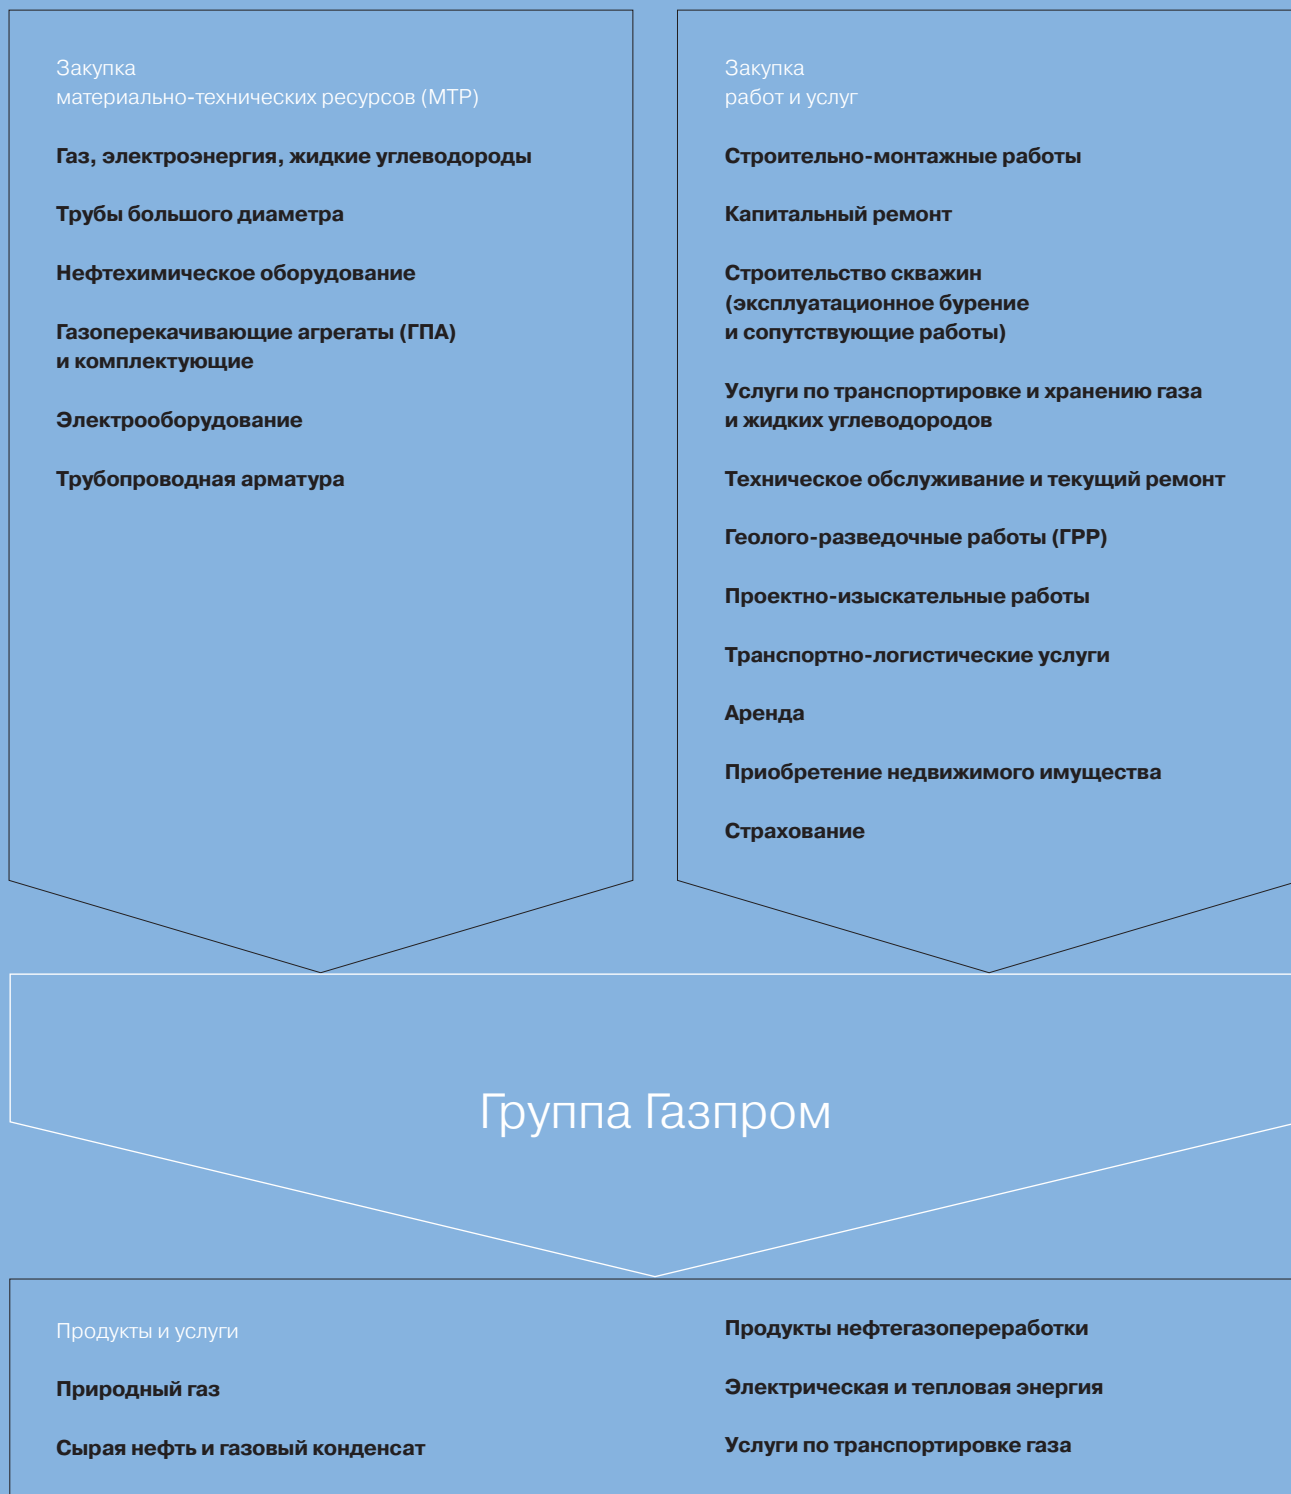 Закупка
материально-технических ресурсов (МТР)
Газ, электроэнергия, жидкие углеводороды
Трубы большого диаметра
Нефтехимическое оборудование
Газоперекачивающие агрегаты (ГПА)
и комплектующие
Электрооборудование
Трубопроводная арматура
Закупка
работ и услуг
Строительно-монтажные работы
Капитальный ремонт
Строительство скважин
(эксплуатационное бурение
и сопутствующие работы)
Услуги по транспортировке и хранению газа
и жидких углеводородов
Техническое обслуживание и текущий ремонт
Геолого-разведочные работы (ГРР)
Проектно-изыскательные работы
Транспортно-логистические услуги
Аренда
Приобретение недвижимого имущества
Страхование
Группа Газпром
Продукты и услуги
Природный газ
Сырая нефть и газовый конденсат
Продукты нефтегазопереработки
Электрическая и тепловая энергия
Услуги по транспортировке газа